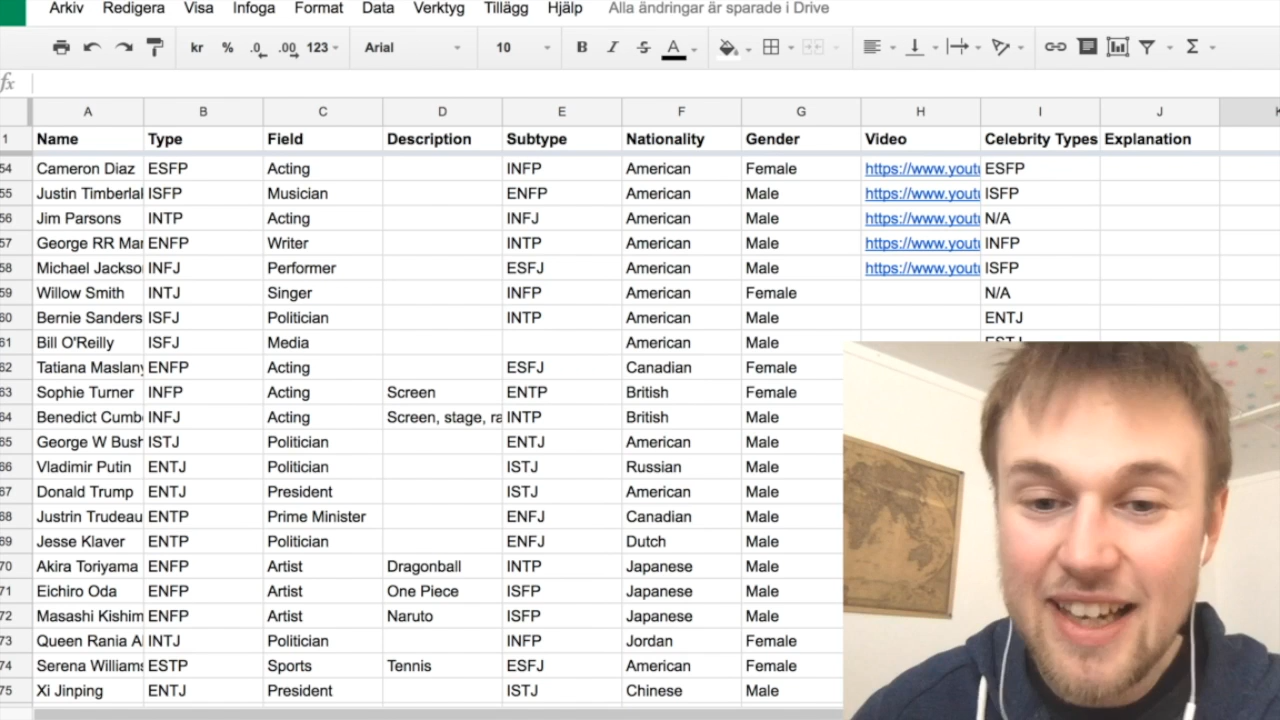 Arkiv Redigera Visa Infoga Format Data Verktyg Tillägg Hjälp Alla ändringar är sparade i Drive
kr % .0 .00 123 Arial 10 B I S A Σ
fx
A B C D E F G H I J K
1 Name Type Field Description Subtype Nationality Gender Video Celebrity Types Explanation
54 Cameron Diaz ESFP Acting INFP American Female https://www.youtu ESFP
55 Justin Timberlal ISFP Musician ENFP American Male https://www.youtu ISFP
56 Jim Parsons INTP Acting INFJ American Male https://www.youtu N/A
57 George RR Mar ENFP Writer INTP American Male https://www.youtu INFP
58 Michael Jackso INFJ Performer ESFJ American Male https://www.youtu ISFP
59 Willow Smith INTJ Singer INFP American Female N/A
60 Bernie Sanders ISFJ Politician INTP American Male ENTJ
61 Bill O'Reilly ISFJ Media American Male ESTJ
62 Tatiana Maslany ENFP Acting ESFJ Canadian Female
63 Sophie Turner INFP Acting Screen ENTP British Female
64 Benedict Cumb INFJ Acting Screen, stage, ra INTP British Male
65 George W Bush ISTJ Politician ENTJ American Male
66 Vladimir Putin ENTJ Politician ISTJ Russian Male
67 Donald Trump ENTJ President ISTJ American Male
68 Justrin Trudeau ENTP Prime Minister ENFJ Canadian Male
69 Jesse Klaver ENTP Politician ENFJ Dutch Male
70 Akira Toriyama ENFP Artist Dragonball INTP Japanese Male
71 Eichiro Oda ENFP Artist One Piece ISFP Japanese Male
72 Masashi Kishim ENFP Artist Naruto ISFP Japanese Male
73 Queen Rania A INTJ Politician INFP Jordan Female
74 Serena Williams ESTP Sports Tennis ESFJ American Female
75 Xi Jinping ENTJ President ISTJ Chinese Male